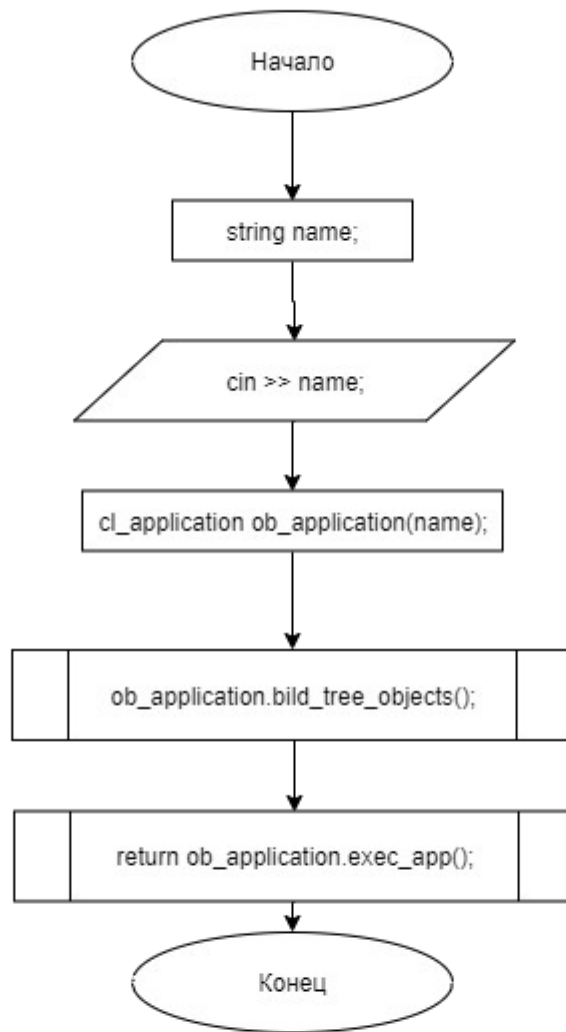 Начало
string name;
cin >> name;
cl_application ob_application(name);
ob_application.bild_tree_objects();
return ob_application.exec_app();
Конец